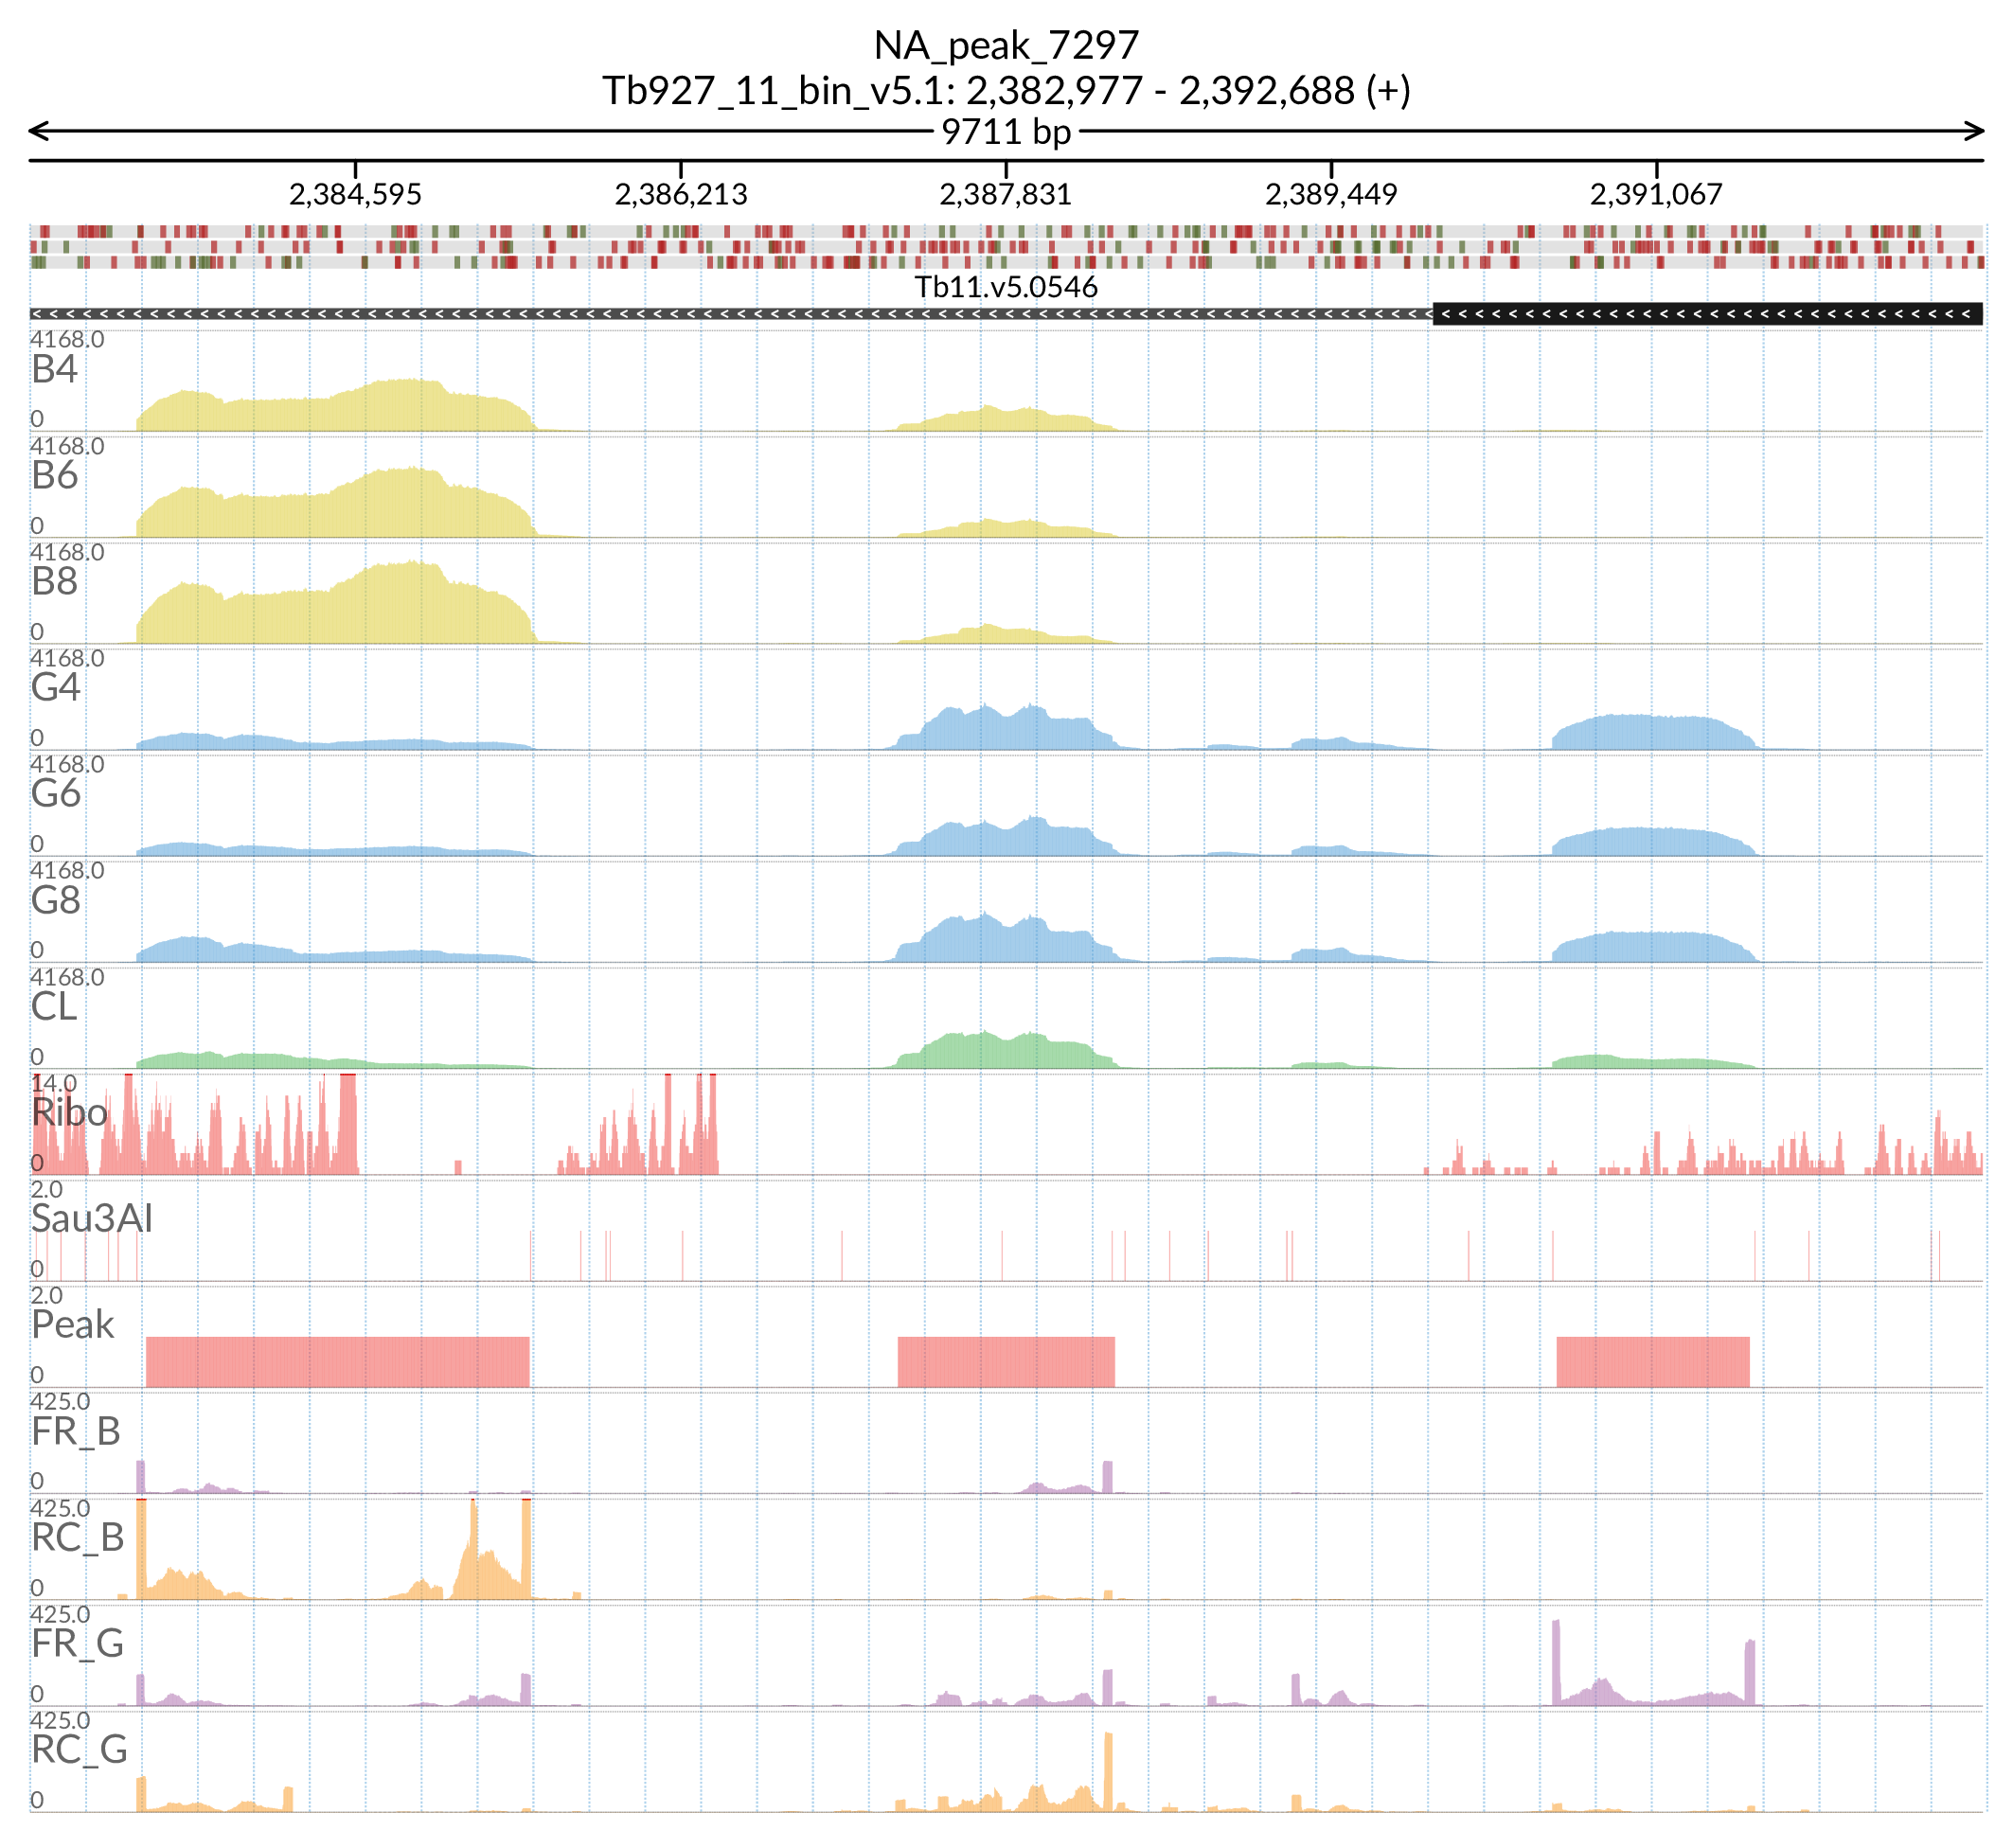 NA_peak_7297
Tb927_11_bin_v5.1: 2,382,977 - 2,392,688 (+)
9711 bp
2,384,595 2,386,213 2,387,831 2,389,449 2,391,067
Tb11.v5.0546
4168.0
B4
0
4168.0
B6
0
4168.0
B8
0
4168.0
G4
0
4168.0
G6
0
4168.0
G8
0
4168.0
CL
0
14.0
Ribo
0
2.0
Sau3AI
0
2.0
Peak
0
425.0
FR_B
0
425.0
RC_B
0
425.0
FR_G
0
425.0
RC_G
0